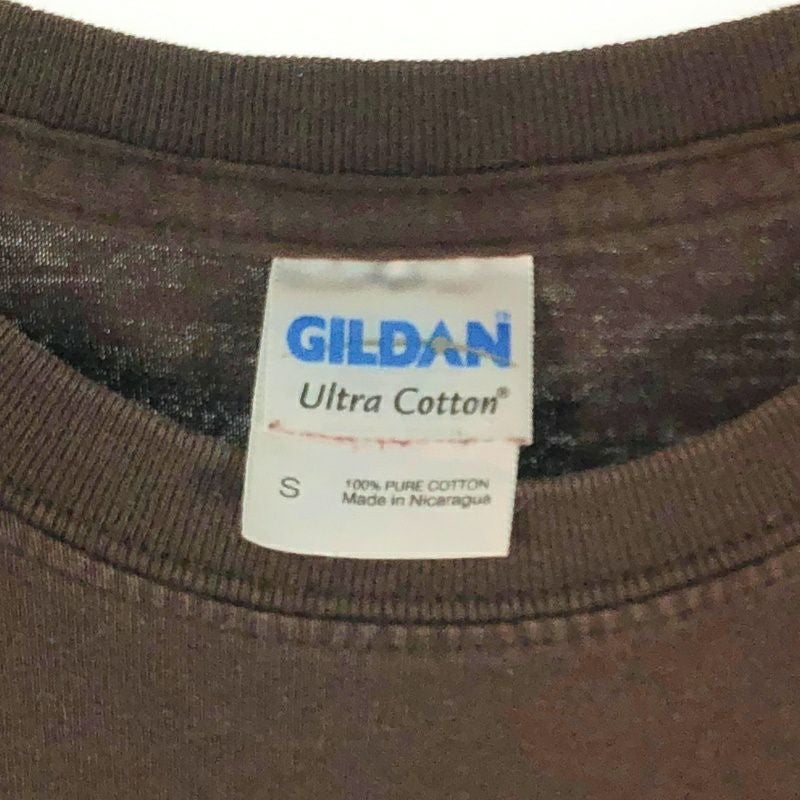 GILDAN
Ultra Cotton®
S
100% PURE COTTON
Made in Nicaragua